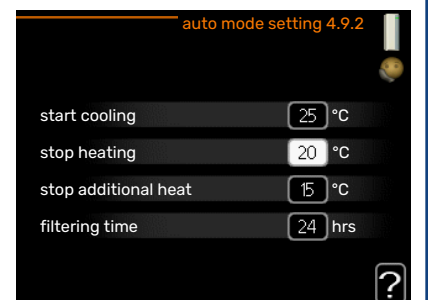 auto mode setting 4.9.2
start cooling 25 °C
stop heating 20 °C
stop additional heat 15 °C
filtering time 24 hrs
?